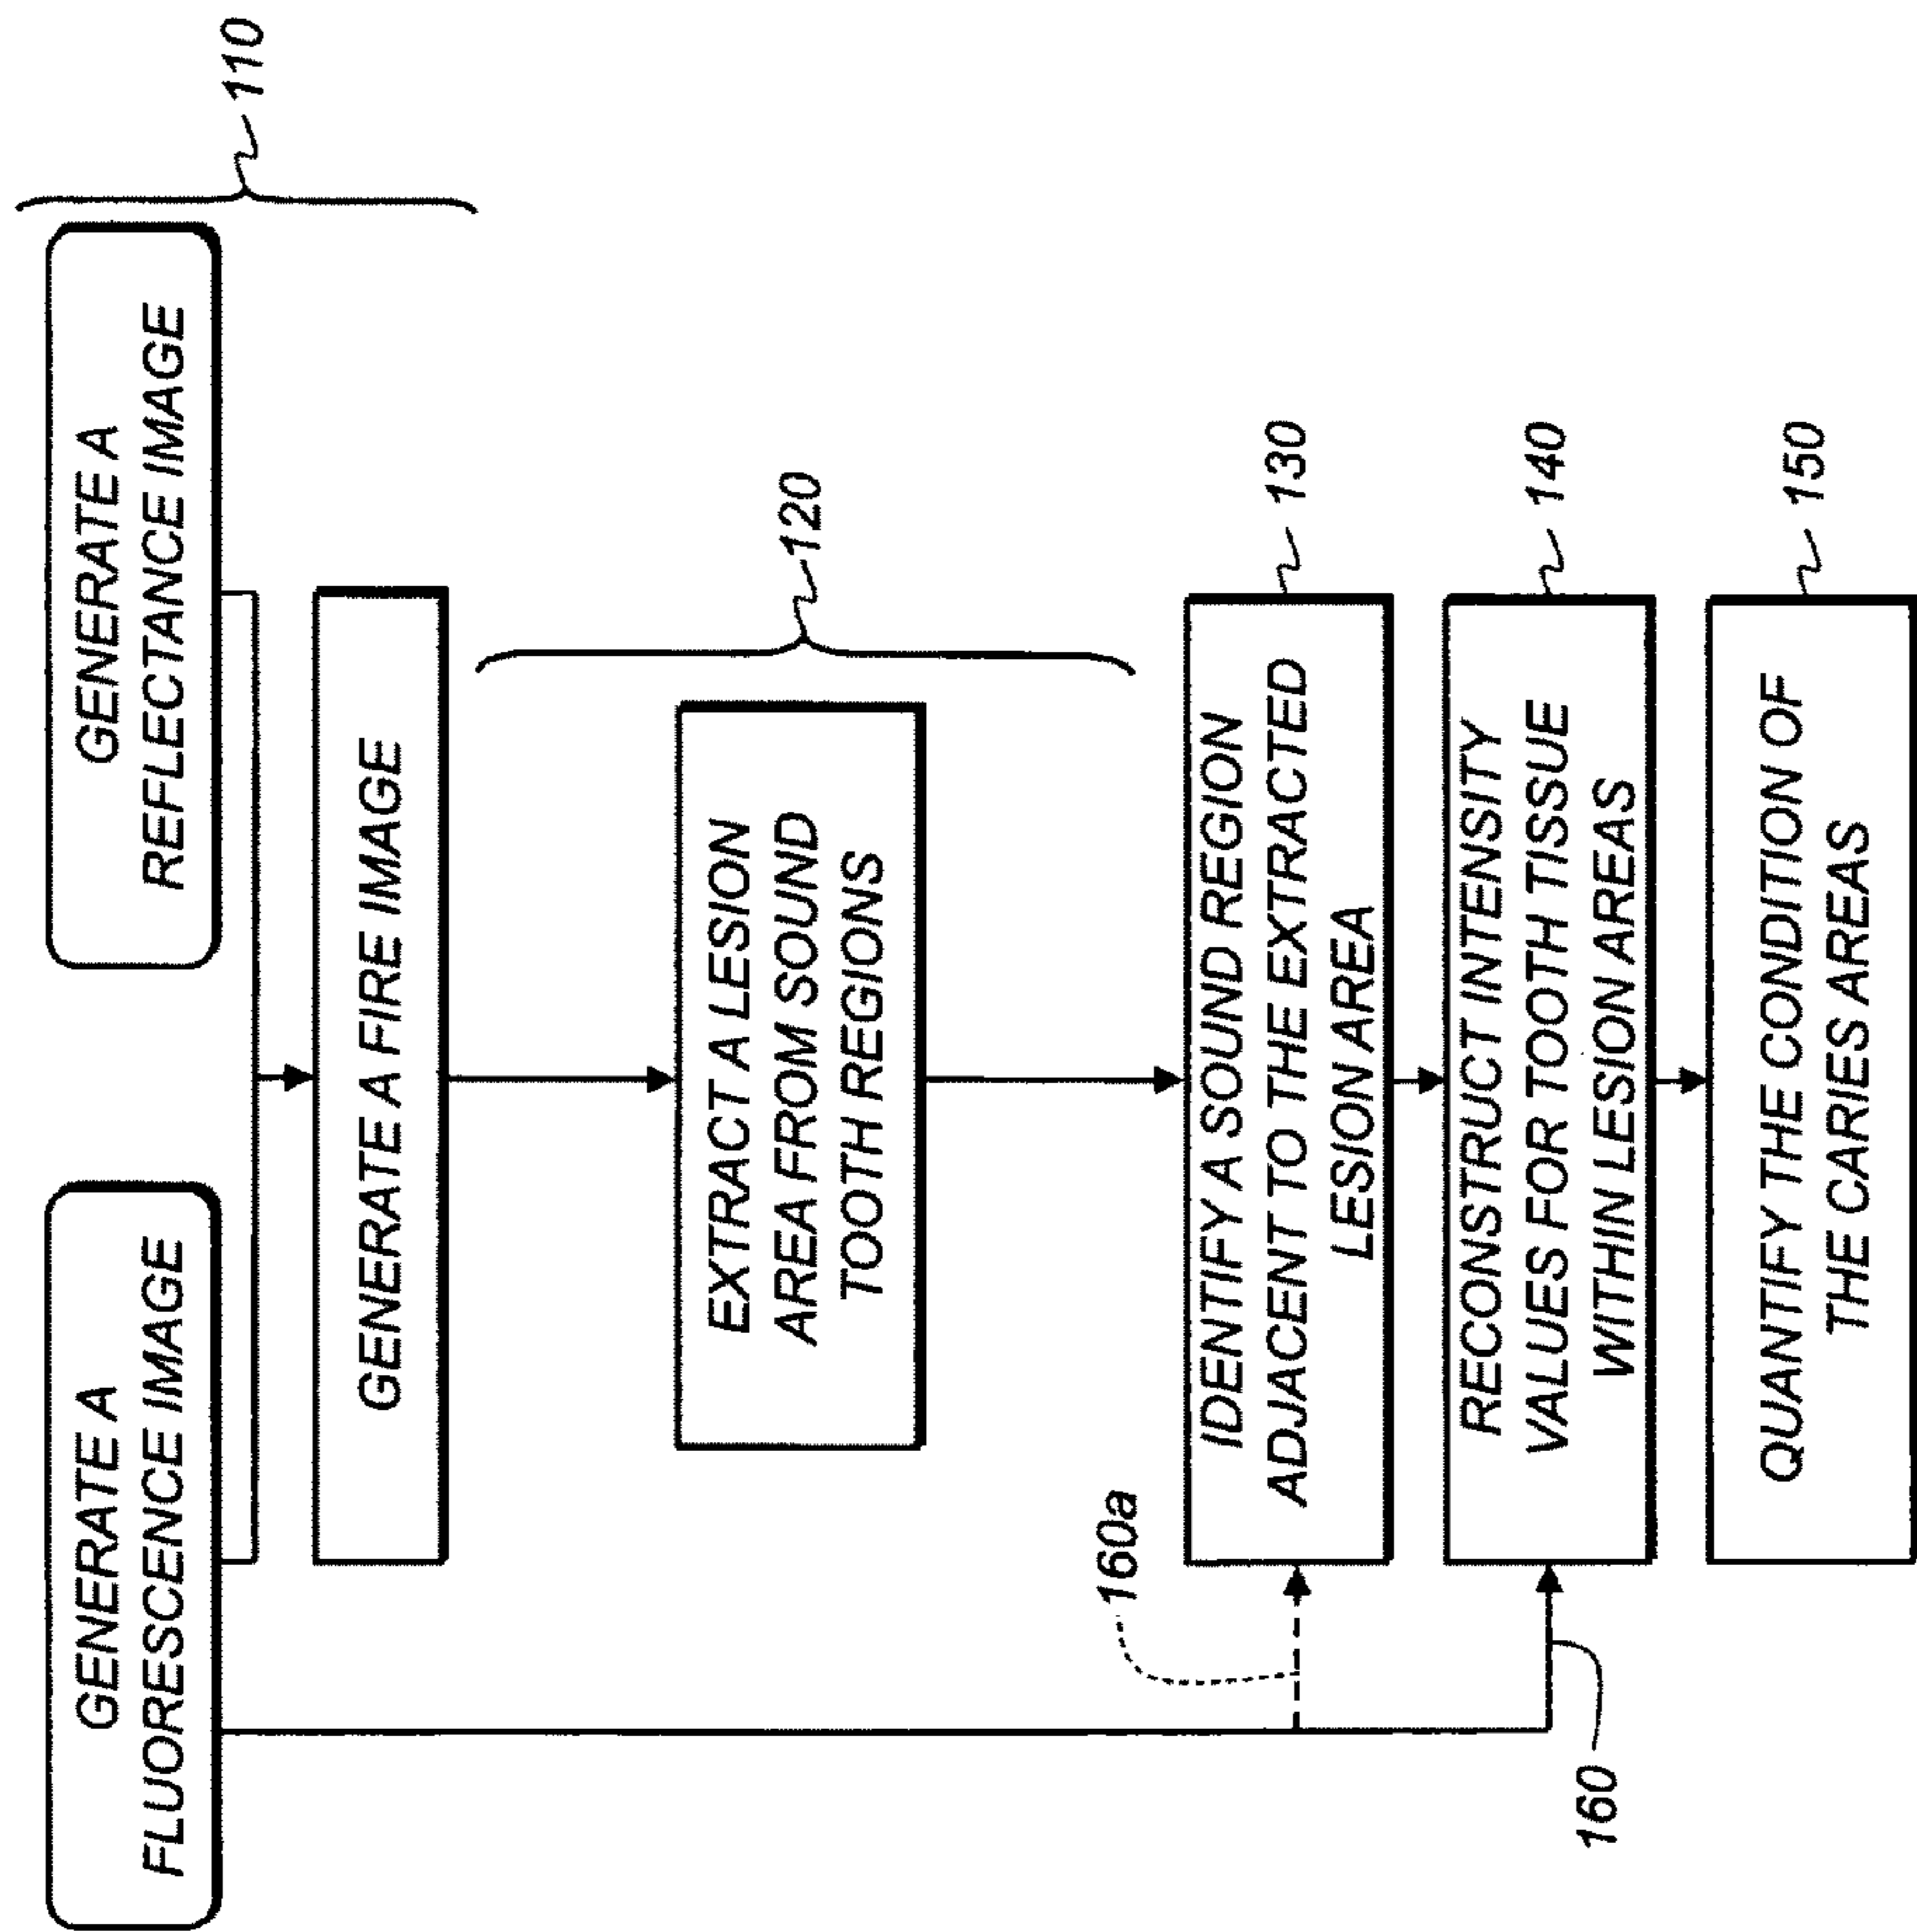 GENERATE A
FLUORESCENCE IMAGE
GENERATE A
REFLECTANCE IMAGE
110
GENERATE A FIRE IMAGE
EXTRACT A LESION
AREA FROM SOUND
TOOTH REGIONS
120
160a
IDENTIFY A SOUND REGION
ADJACENT TO THE EXTRACTED
LESION AREA
130
RECONSTRUCT INTENSITY
VALUES FOR TOOTH TISSUE
WITHIN LESION AREAS
140
160
QUANTIFY THE CONDITION OF
THE CARIES AREAS
150